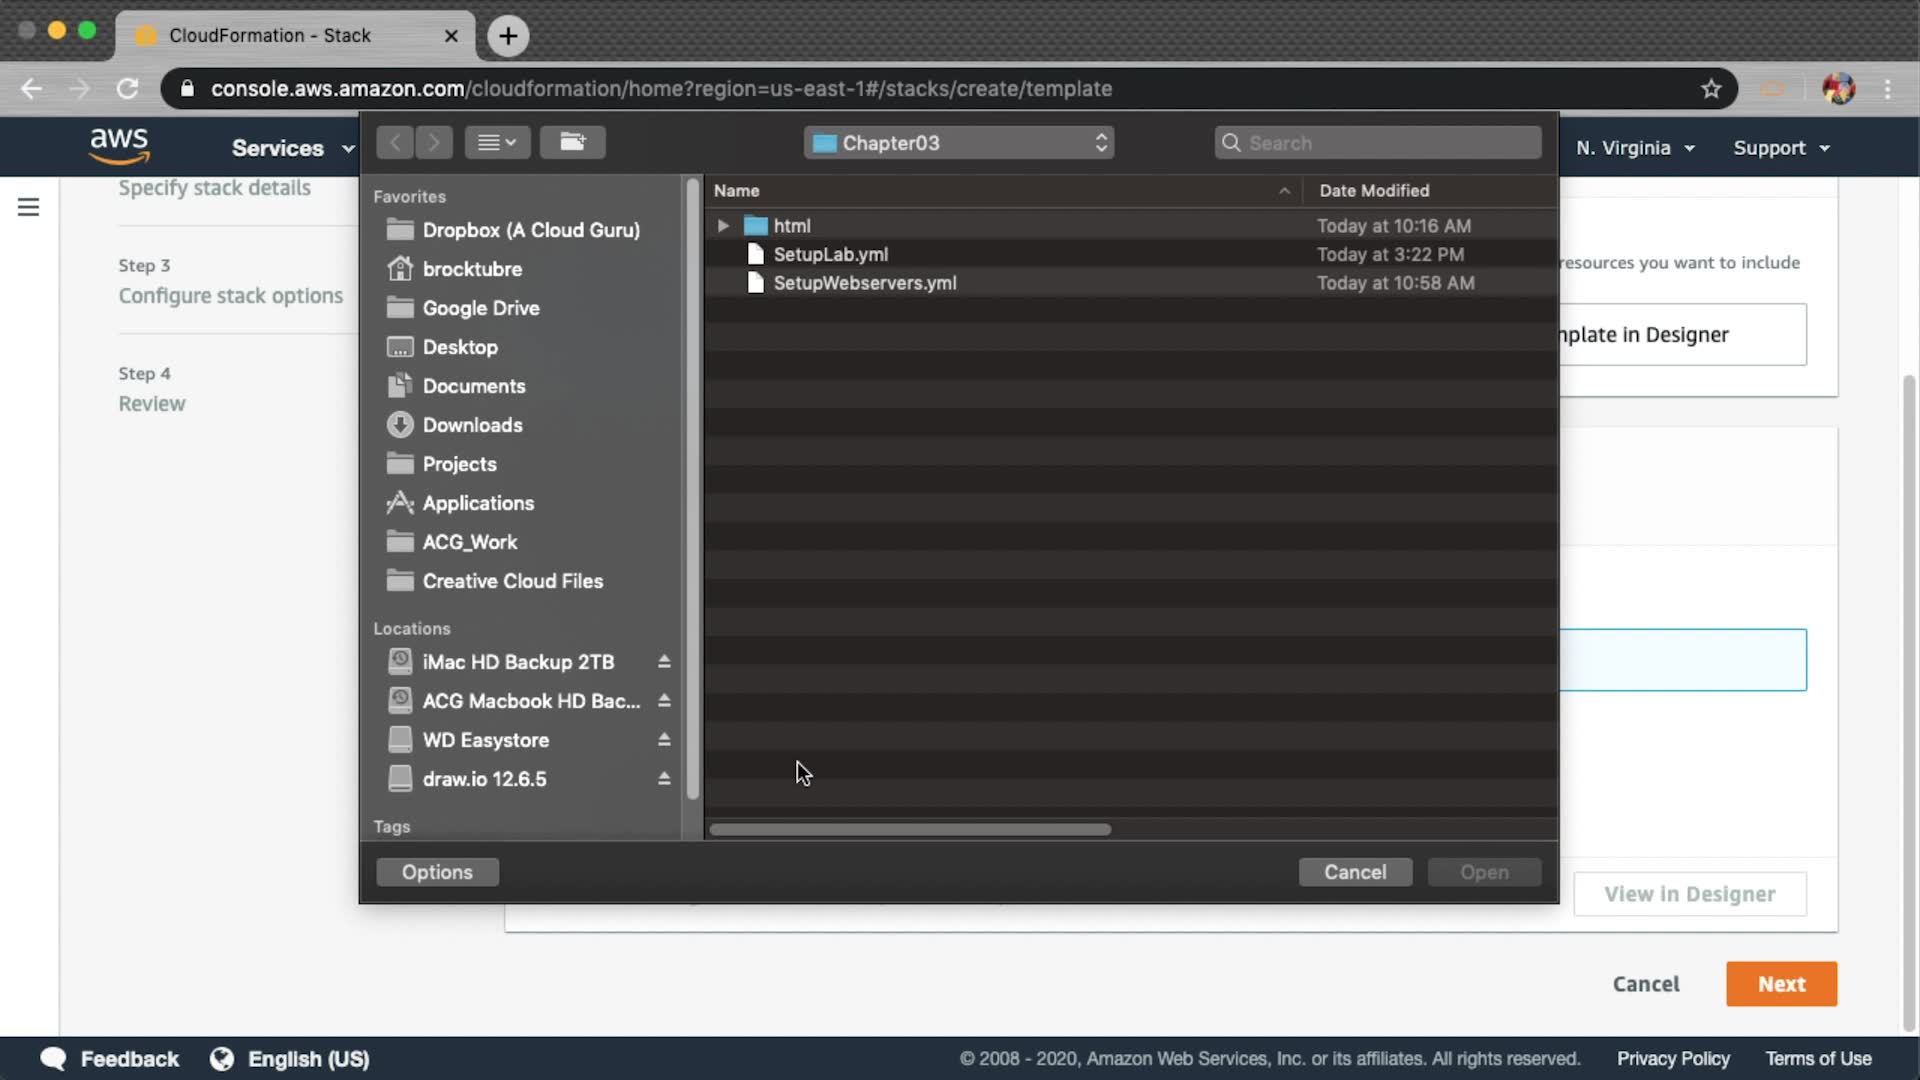 CloudFormation - Stack
console.aws.amazon.com/cloudformation/home?region=us-east-1#/stacks/create/template
aws
Services
N. Virginia
Support
Chapter03
Search
Specify stack details
Step 3
Configure stack options
Step 4
Review
Favorites
Dropbox (A Cloud Guru)
brocktubre
Google Drive
Desktop
Documents
Downloads
Projects
Applications
ACG_Work
Creative Cloud Files
Locations
iMac HD Backup 2TB
ACG Macbook HD Bac...
WD Easystore
draw.io 12.6.5
Tags
Name
Date Modified
html
Today at 10:16 AM
SetupLab.yml
Today at 3:22 PM
SetupWebservers.yml
Today at 10:58 AM
resources you want to include
mplate in Designer
Options
Cancel
Open
View in Designer
Cancel
Next
Feedback
English (US)
© 2008 - 2020, Amazon Web Services, Inc. or its affiliates. All rights reserved.
Privacy Policy
Terms of Use